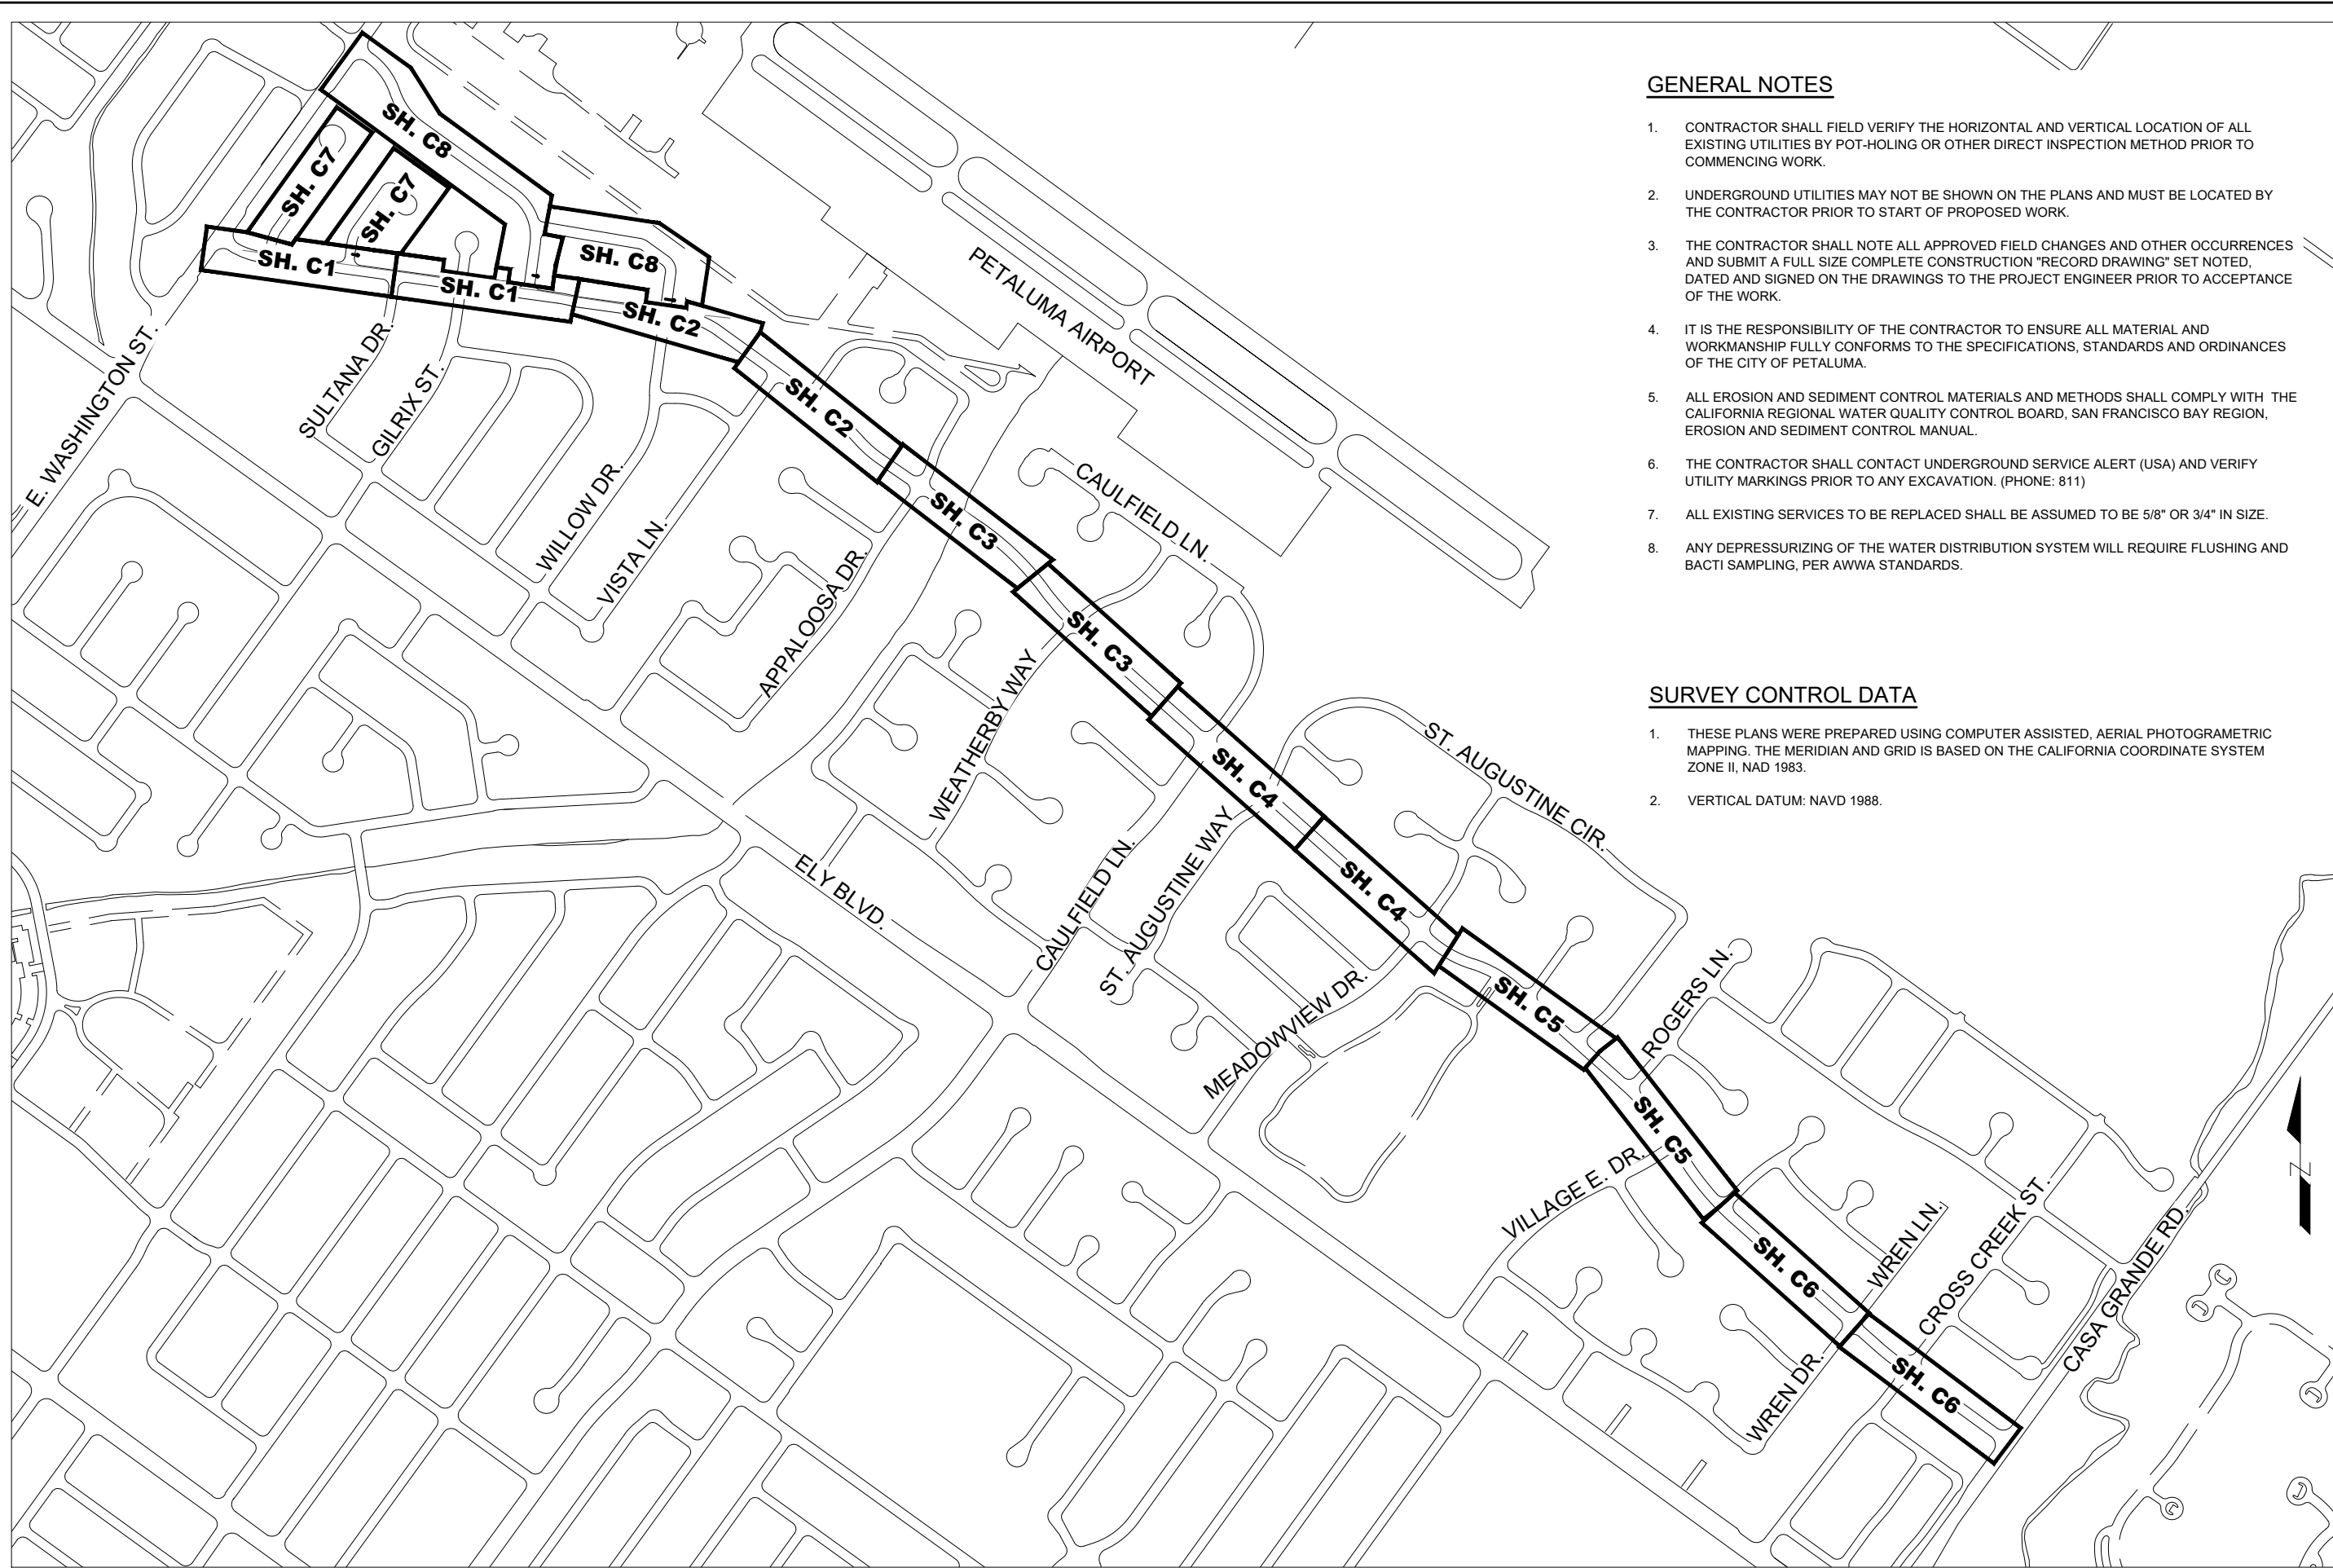 SH. C8
SH. C7
SH. C7
SH. C1
SH. C1
SH. C8
SH. C2
SH. C2
SH. C3
SH. C3
SH. C4
SH. C4
SH. C5
SH. C5
SH. C6
SH. C6
PETALUMA AIRPORT
E. WASHINGTON ST.
SULTANA DR.
GILRIX ST.
WILLOW DR.
VISTA LN.
APPALOOSA DR.
CAULFIELD LN.
WEATHERBY WAY
ELY BLVD.
CAULFIELD LN.
ST. AUGUSTINE WAY
ST. AUGUSTINE CIR.
MEADOWVIEW DR.
ROGERS LN.
VILLAGE E. DR.
WREN LN.
WREN DR.
CROSS CREEK ST.
CASA GRANDE RD.
N
GENERAL NOTES
1. CONTRACTOR SHALL FIELD VERIFY THE HORIZONTAL AND VERTICAL LOCATION OF ALL
EXISTING UTILITIES BY POT-HOLING OR OTHER DIRECT INSPECTION METHOD PRIOR TO
COMMENCING WORK.
2. UNDERGROUND UTILITIES MAY NOT BE SHOWN ON THE PLANS AND MUST BE LOCATED BY
THE CONTRACTOR PRIOR TO START OF PROPOSED WORK.
3. THE CONTRACTOR SHALL NOTE ALL APPROVED FIELD CHANGES AND OTHER OCCURRENCES
AND SUBMIT A FULL SIZE COMPLETE CONSTRUCTION "RECORD DRAWING" SET NOTED,
DATED AND SIGNED ON THE DRAWINGS TO THE PROJECT ENGINEER PRIOR TO ACCEPTANCE
OF THE WORK.
4. IT IS THE RESPONSIBILITY OF THE CONTRACTOR TO ENSURE ALL MATERIAL AND
WORKMANSHIP FULLY CONFORMS TO THE SPECIFICATIONS, STANDARDS AND ORDINANCES
OF THE CITY OF PETALUMA.
5. ALL EROSION AND SEDIMENT CONTROL MATERIALS AND METHODS SHALL COMPLY WITH THE
CALIFORNIA REGIONAL WATER QUALITY CONTROL BOARD, SAN FRANCISCO BAY REGION,
EROSION AND SEDIMENT CONTROL MANUAL.
6. THE CONTRACTOR SHALL CONTACT UNDERGROUND SERVICE ALERT (USA) AND VERIFY
UTILITY MARKINGS PRIOR TO ANY EXCAVATION. (PHONE: 811)
7. ALL EXISTING SERVICES TO BE REPLACED SHALL BE ASSUMED TO BE 5/8" OR 3/4" IN SIZE.
8. ANY DEPRESSURIZING OF THE WATER DISTRIBUTION SYSTEM WILL REQUIRE FLUSHING AND
BACTI SAMPLING, PER AWWA STANDARDS.
SURVEY CONTROL DATA
1. THESE PLANS WERE PREPARED USING COMPUTER ASSISTED, AERIAL PHOTOGRAMETRIC
MAPPING. THE MERIDIAN AND GRID IS BASED ON THE CALIFORNIA COORDINATE SYSTEM
ZONE II, NAD 1983.
2. VERTICAL DATUM: NAVD 1988.